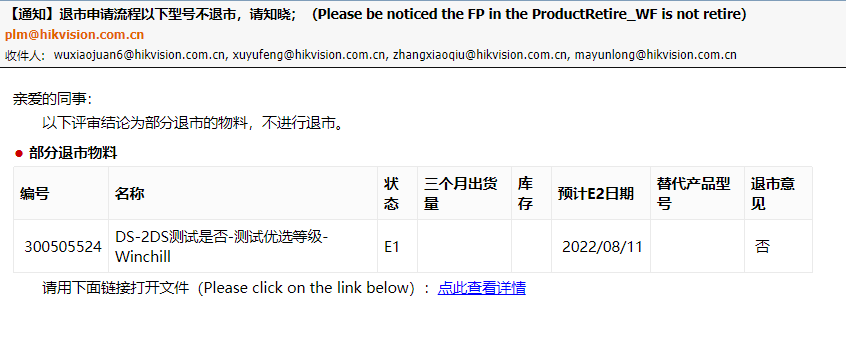 【通知】退市申请流程以下型号不退市，请知晓；（Please be noticed the FP in the ProductRetire_WF is not retire）
plm@hikvision.com.cn
收件人：wuxiaojuan6@hikvision.com.cn, xuyufeng@hikvision.com.cn, zhangxiaoqiu@hikvision.com.cn, mayunlong@hikvision.com.cn
亲爱的同事：
以下评审结论为部分退市的物料，不进行退市。
部分退市物料
编号 名称 状态 三个月出货量 库存 预计E2日期 替代产品型号 退市意见
300505524 DS-2DS测试是否-测试优选等级-Winchill E1 2022/08/11 否
请用下面链接打开文件（Please click on the link below）：点此查看详情